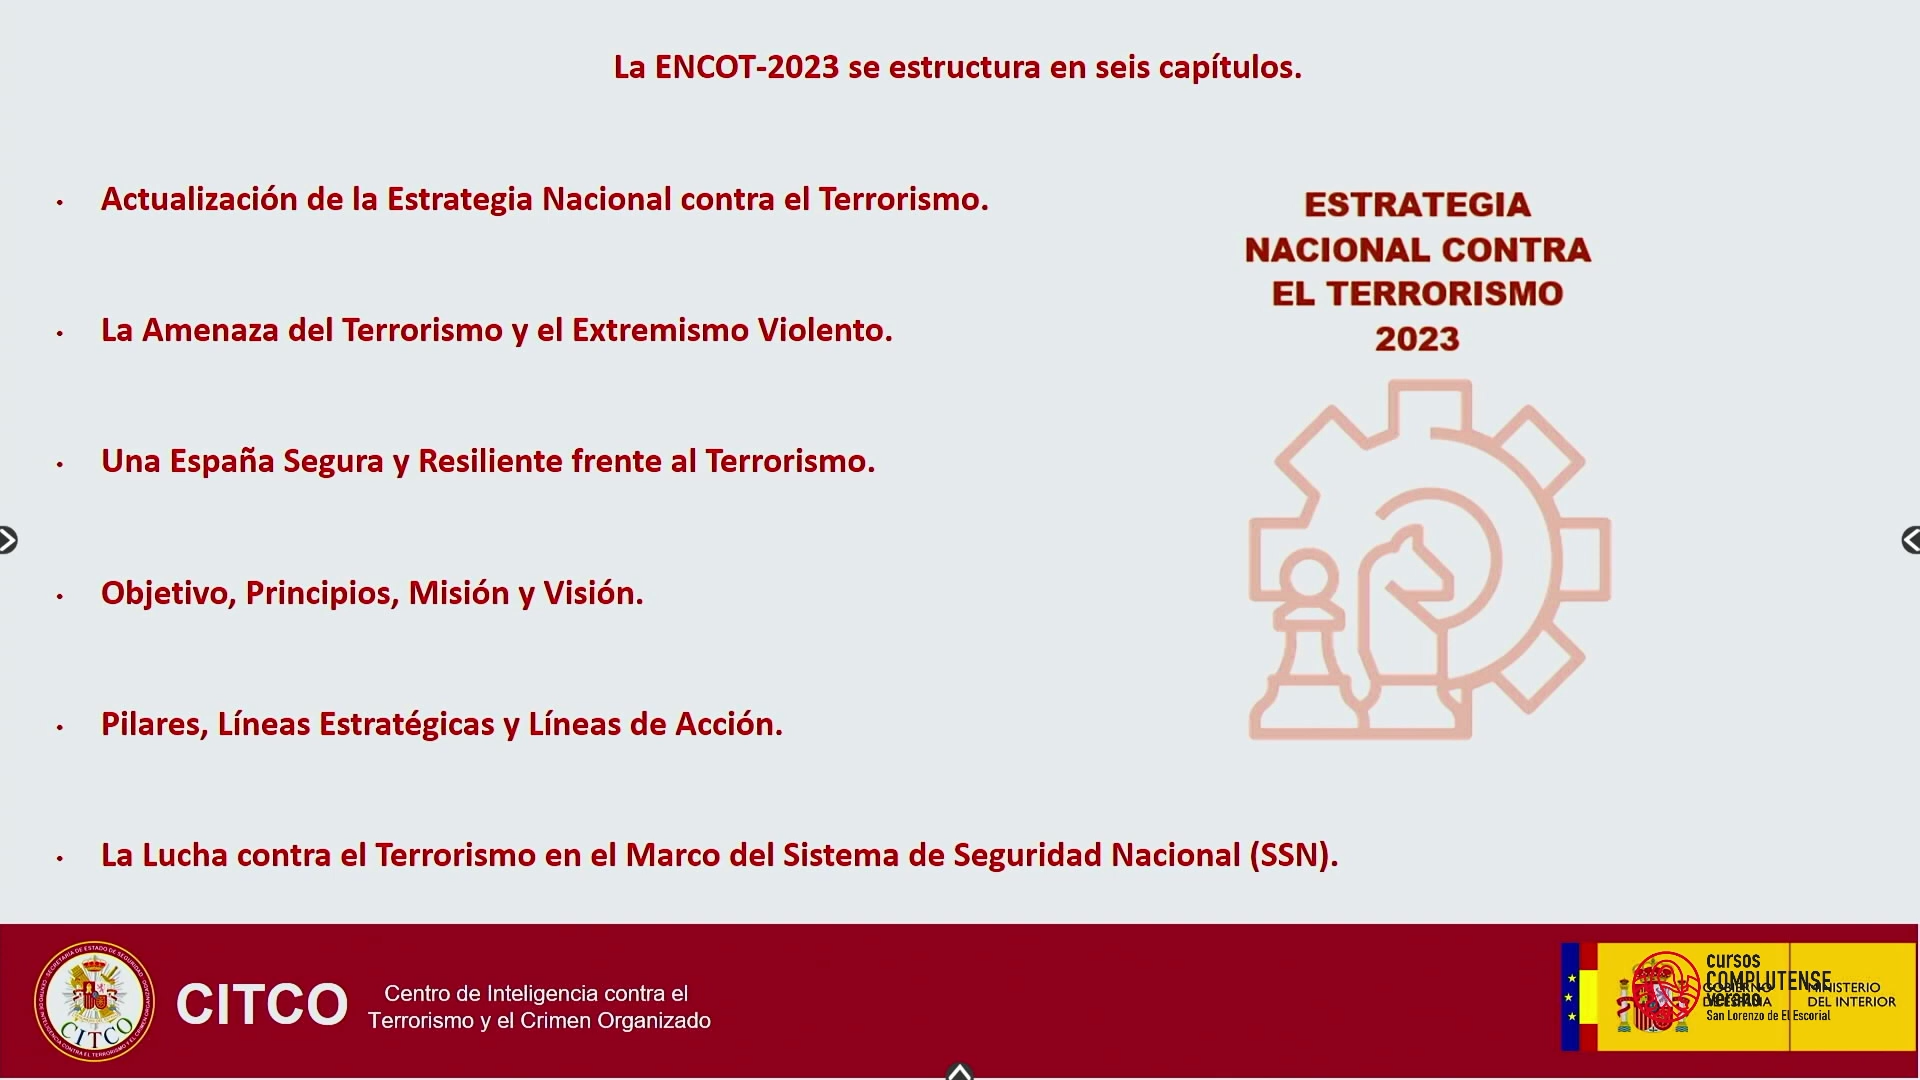 La ENCOT-2023 se estructura en seis capítulos.
• Actualización de la Estrategia Nacional contra el Terrorismo.
• La Amenaza del Terrorismo y el Extremismo Violento.
• Una España Segura y Resiliente frente al Terrorismo.
• Objetivo, Principios, Misión y Visión.
• Pilares, Líneas Estratégicas y Líneas de Acción.
• La Lucha contra el Terrorismo en el Marco del Sistema de Seguridad Nacional (SSN).
ESTRATEGIA
NACIONAL CONTRA
EL TERRORISMO
2023
CITCO
CITCO
Centro de Inteligencia contra el
Terrorismo y el Crimen Organizado
cursos
COMPLUTENSE
verano
San Lorenzo de El Escorial
GOBIERNO
DE ESPAÑA
MINISTERIO
DEL INTERIOR